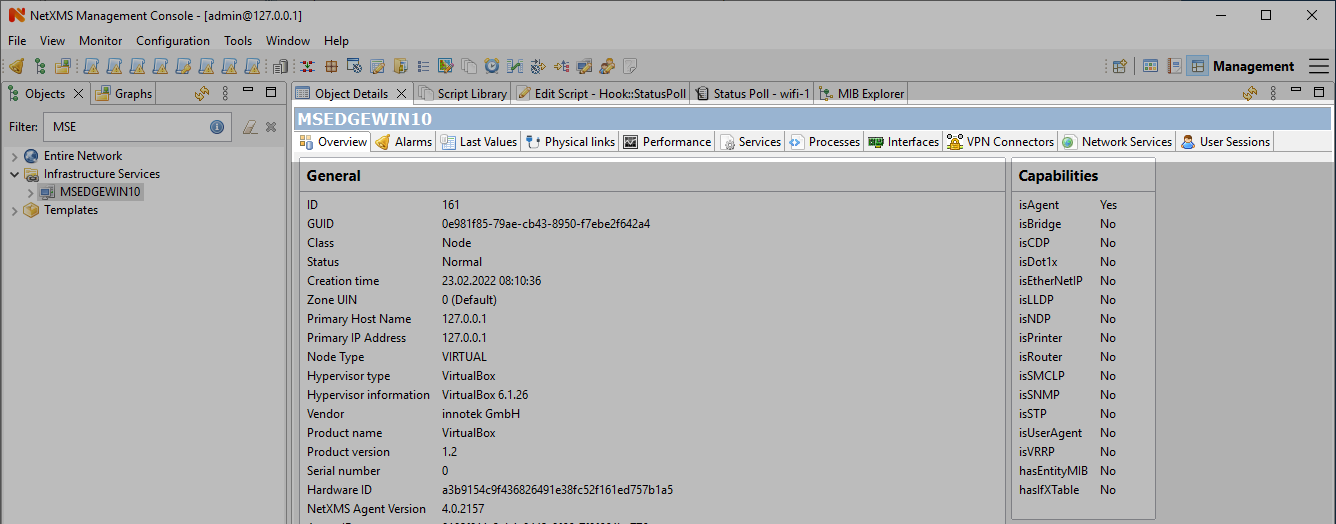 NetXMS Management Console - [admin@127.0.0.1]
File View Monitor Configuration Tools Window Help
Management
Objects Graphs
Object Details Script Library Edit Script - Hook::StatusPoll Status Poll - wifi-1 MIB Explorer
Filter: MSE
MSEDGEWIN10
Overview Alarms Last Values Physical links Performance Services Processes Interfaces VPN Connectors Network Services User Sessions
Entire Network
Infrastructure Services
MSEDGEWIN10
Templates
General
ID 161
GUID 0e981f85-79ae-cb43-8950-f7ebe2f642a4
Class Node
Status Normal
Creation time 23.02.2022 08:10:36
Zone UIN 0 (Default)
Primary Host Name 127.0.0.1
Primary IP Address 127.0.0.1
Node Type VIRTUAL
Hypervisor type VirtualBox
Hypervisor information VirtualBox 6.1.26
Vendor innotek GmbH
Product name VirtualBox
Product version 1.2
Serial number 0
Hardware ID a3b9154c9f436826491e38fc52f161ed757b1a5
NetXMS Agent Version 4.0.2157
Capabilities
isAgent Yes
isBridge No
isCDP No
isDot1x No
isEtherNetIP No
isLLDP No
isNDP No
isPrinter No
isRouter No
isSMCLP No
isSNMP No
isSTP No
isUserAgent No
isVRRP No
hasEntityMIB No
hasIfXTable No